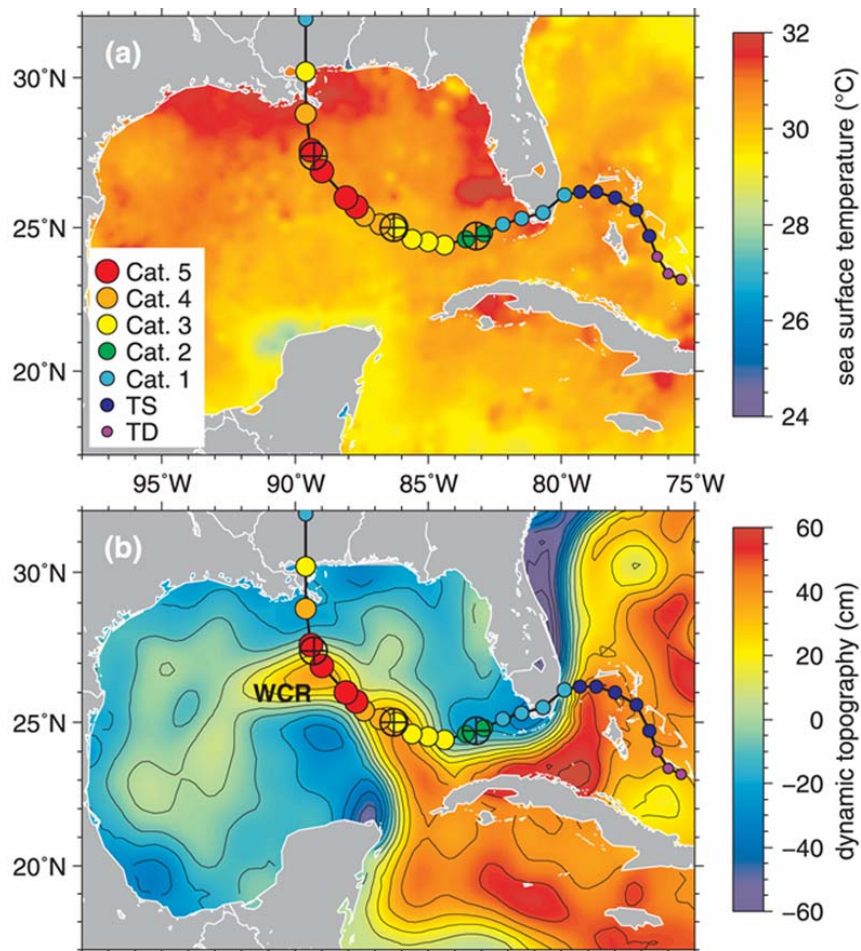 (a)
30°N
25°N
20°N
Cat. 5
Cat. 4
Cat. 3
Cat. 2
Cat. 1
TS
TD
32
30
28
26
24
sea surface temperature (°C)
95°W 90°W 85°W 80°W 75°W
(b)
30°N
25°N
20°N
WCR
60
40
20
0
−20
−40
−60
dynamic topography (cm)